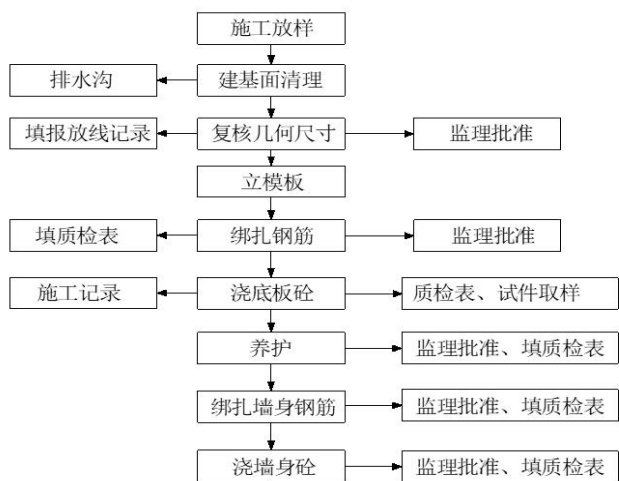 施工放样
排水沟
建基面清理
填报放线记录
复核几何尺寸
监理批准
立模板
填质检表
绑扎钢筋
监理批准
施工记录
浇底板砼
质检表、试件取样
养护
监理批准、填质检表
绑扎墙身钢筋
监理批准、填质检表
浇墙身砼
监理批准、填质检表